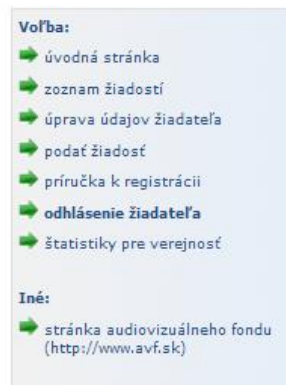 Voľba:
úvodná stránka
zoznam žiadostí
úprava údajov žiadateľa
podať žiadosť
príručka k registrácii
odhlásenie žiadateľa
štatistiky pre verejnosť
Iné:
stránka audiovizuálneho fondu
(http://www.avf.sk)